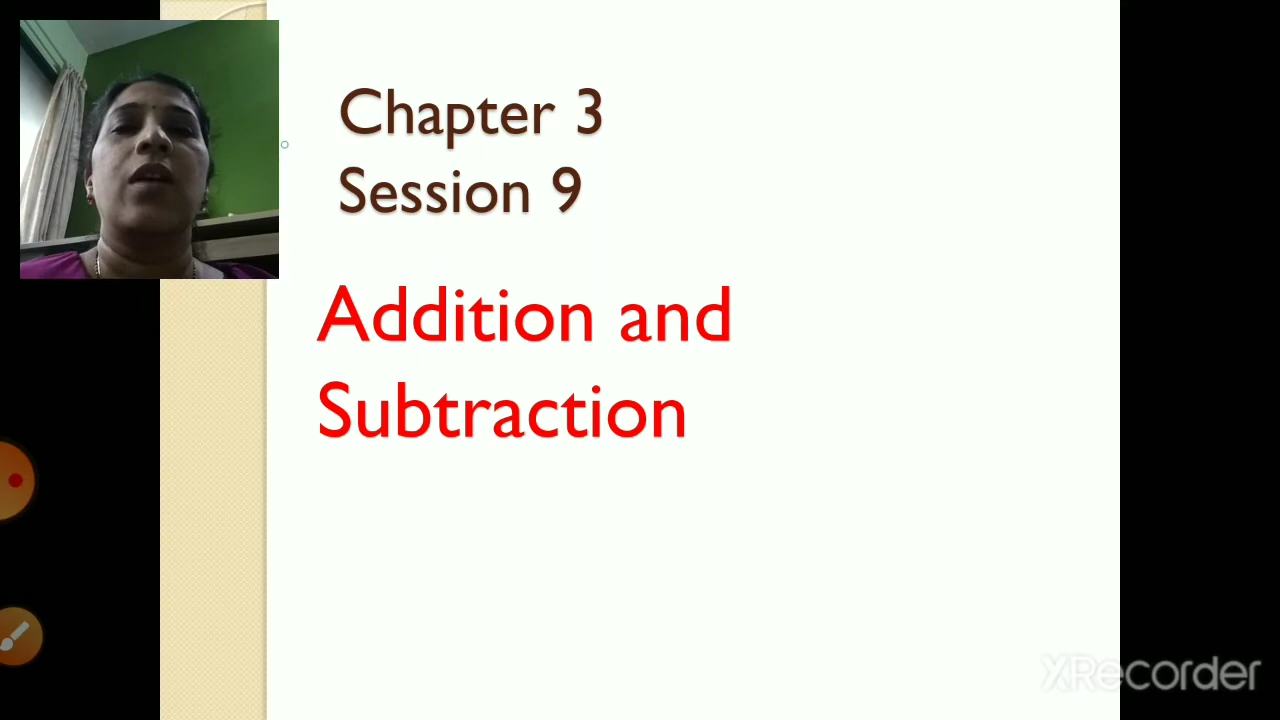 Chapter 3
Session 9
Addition and
Subtraction
XRecorder